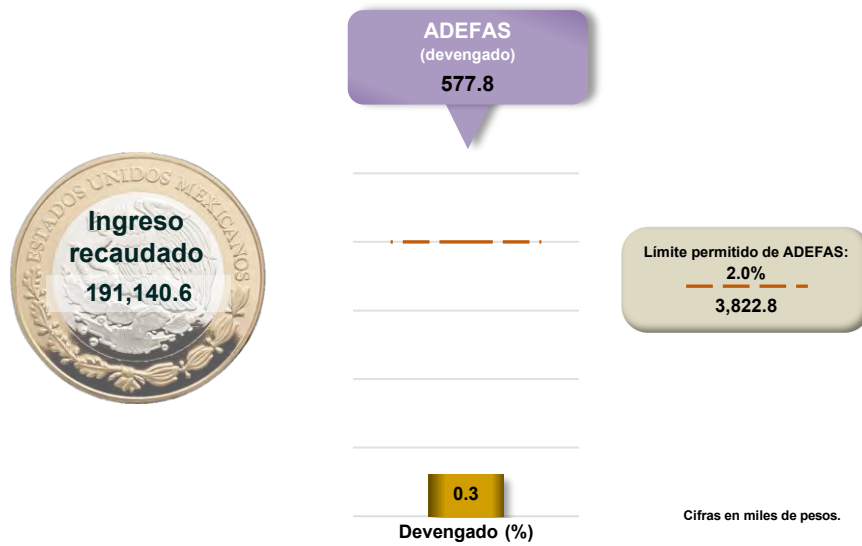 ADEFAS
(devengado)
577.8
ESTADOS UNIDOS MEXICANOS
Ingreso
recaudado
191,140.6
Límite permitido de ADEFAS:
2.0%
3,822.8
0.3
Devengado (%)
Cifras en miles de pesos.